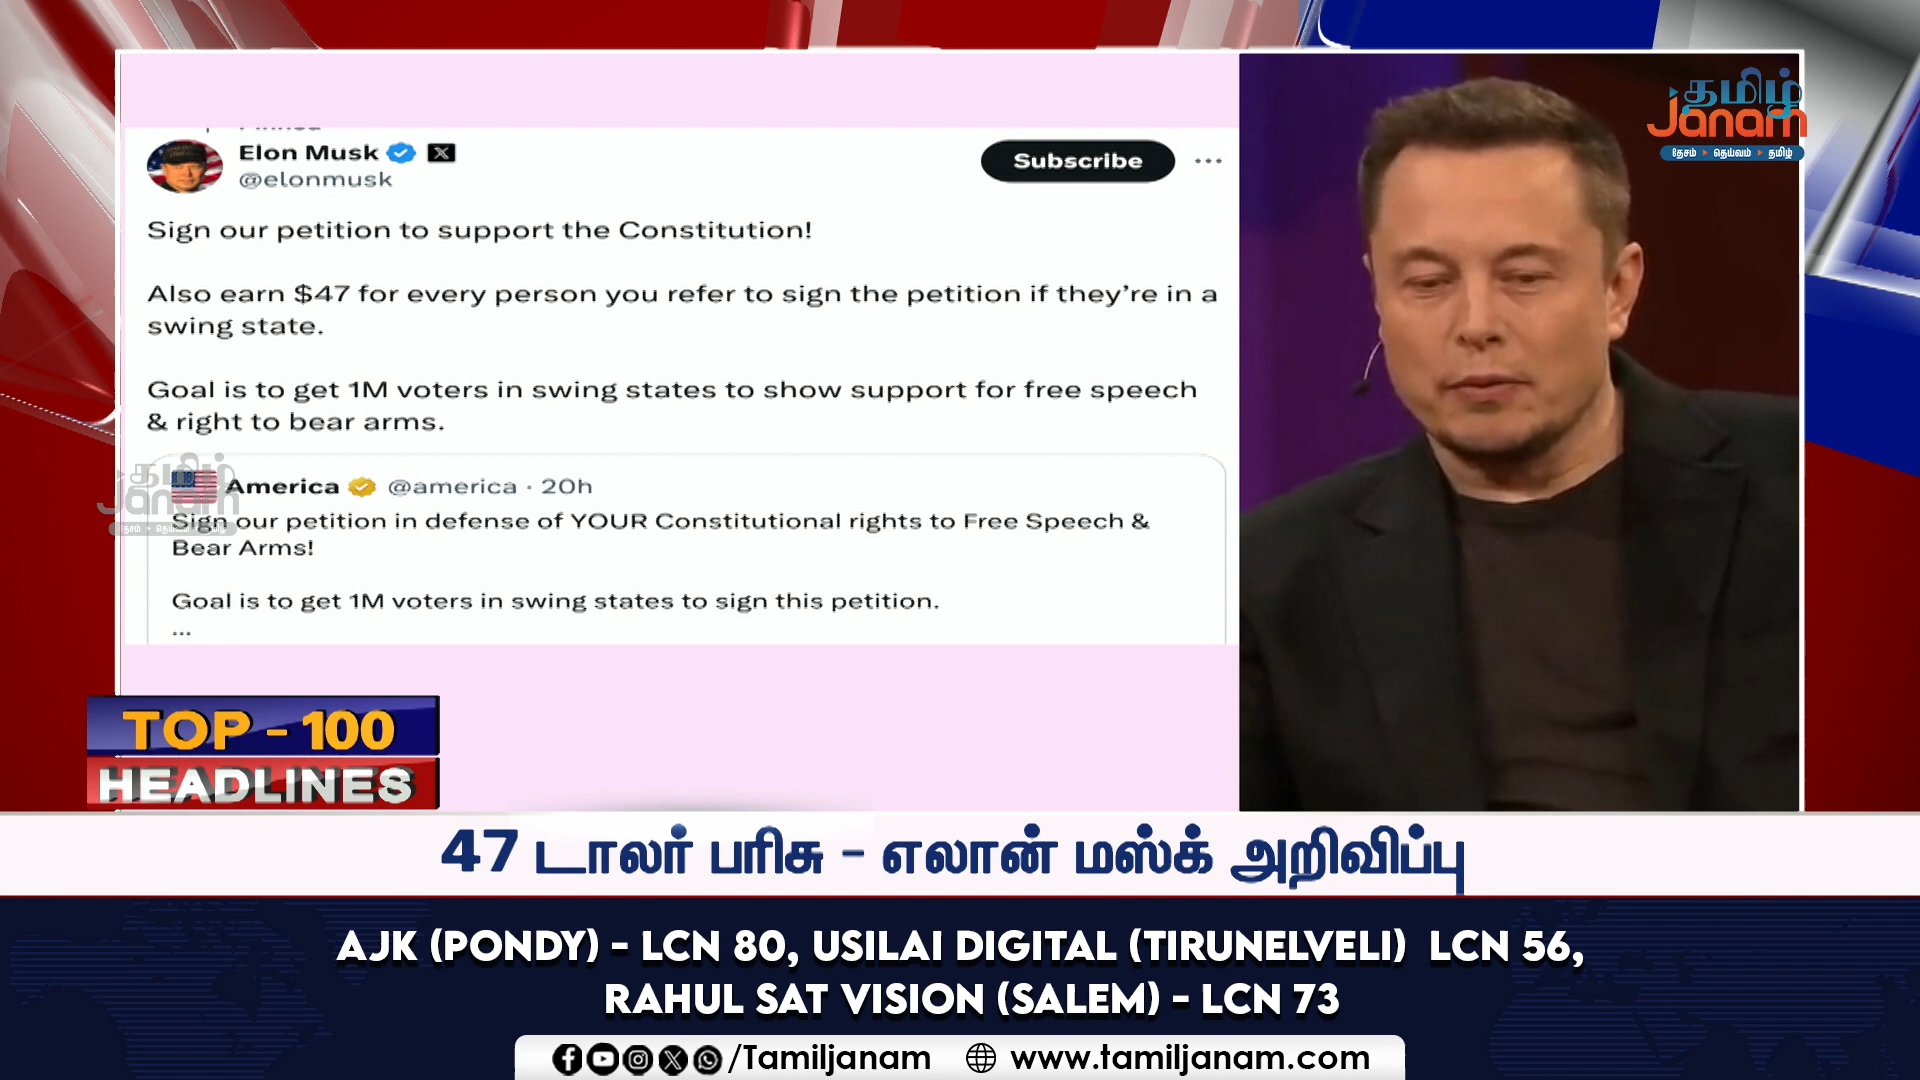 Elon Musk
@elonmusk
Subscribe
Sign our petition to support the Constitution!
Also earn $47 for every person you refer to sign the petition if they're in a
swing state.
Goal is to get 1M voters in swing states to show support for free speech
& right to bear arms.
America @america · 20h
Sign our petition in defense of YOUR Constitutional rights to Free Speech &
Bear Arms!
Goal is to get 1M voters in swing states to sign this petition.
...
தமிழ்
Janam
தேசம் தெய்வம் தமிழ்
தமிழ்
Janam
தேசம் தெய்வம் தமிழ்
TOP - 100
HEADLINES
47 டாலர் பரிசு - எலான் மஸ்க் அறிவிப்பு
AJK (PONDY) - LCN 80, USILAI DIGITAL (TIRUNELVELI) LCN 56,
RAHUL SAT VISION (SALEM) - LCN 73
/Tamiljanam www.tamiljanam.com